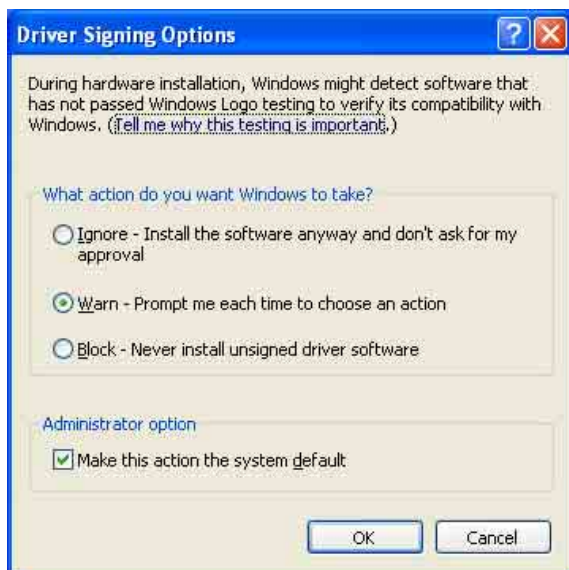 Driver Signing Options
During hardware installation, Windows might detect software that
has not passed Windows Logo testing to verify its compatibility with
Windows. (Tell me why this testing is important.)
What action do you want Windows to take?
Ignore - Install the software anyway and don't ask for my
approval
Warn - Prompt me each time to choose an action
Block - Never install unsigned driver software
Administrator option
Make this action the system default
OK Cancel